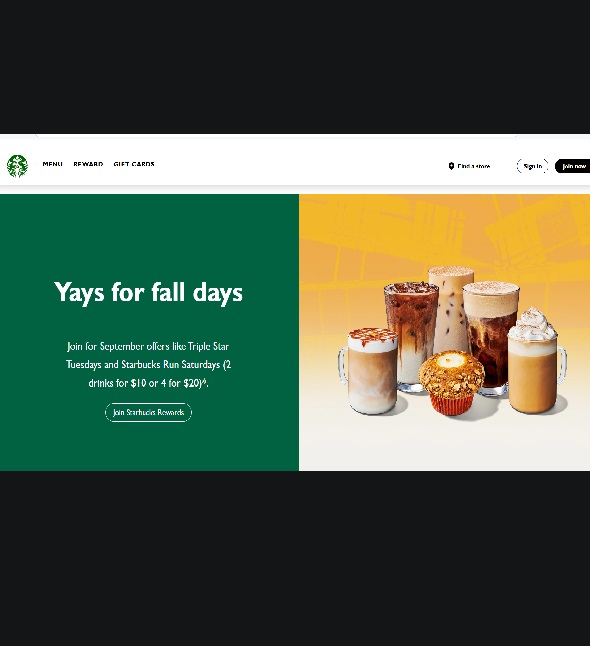 MENU REWARD GIFT CARDS
Find a store
Sign in
Join now
Yays for fall days
Join for September offers like Triple Star
Tuesdays and Starbucks Run Saturdays (2
drinks for $10 or 4 for $20)*.
Join Starbucks Rewards